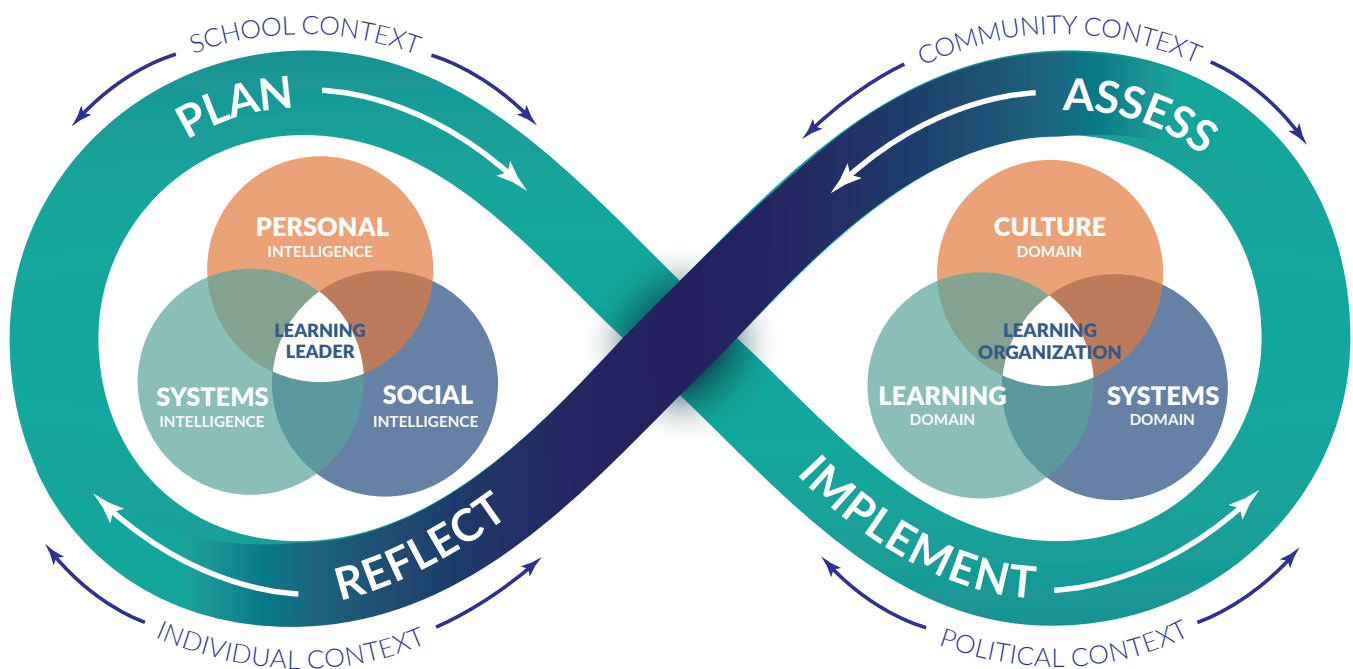 SCHOOL CONTEXT
COMMUNITY CONTEXT
PLAN
ASSESS
PERSONAL
INTELLIGENCE
LEARNING
LEADER
SYSTEMS
INTELLIGENCE
SOCIAL
INTELLIGENCE
CULTURE
DOMAIN
LEARNING
ORGANIZATION
LEARNING
DOMAIN
SYSTEMS
DOMAIN
REFLECT
IMPLEMENT
INDIVIDUAL CONTEXT
POLITICAL CONTEXT